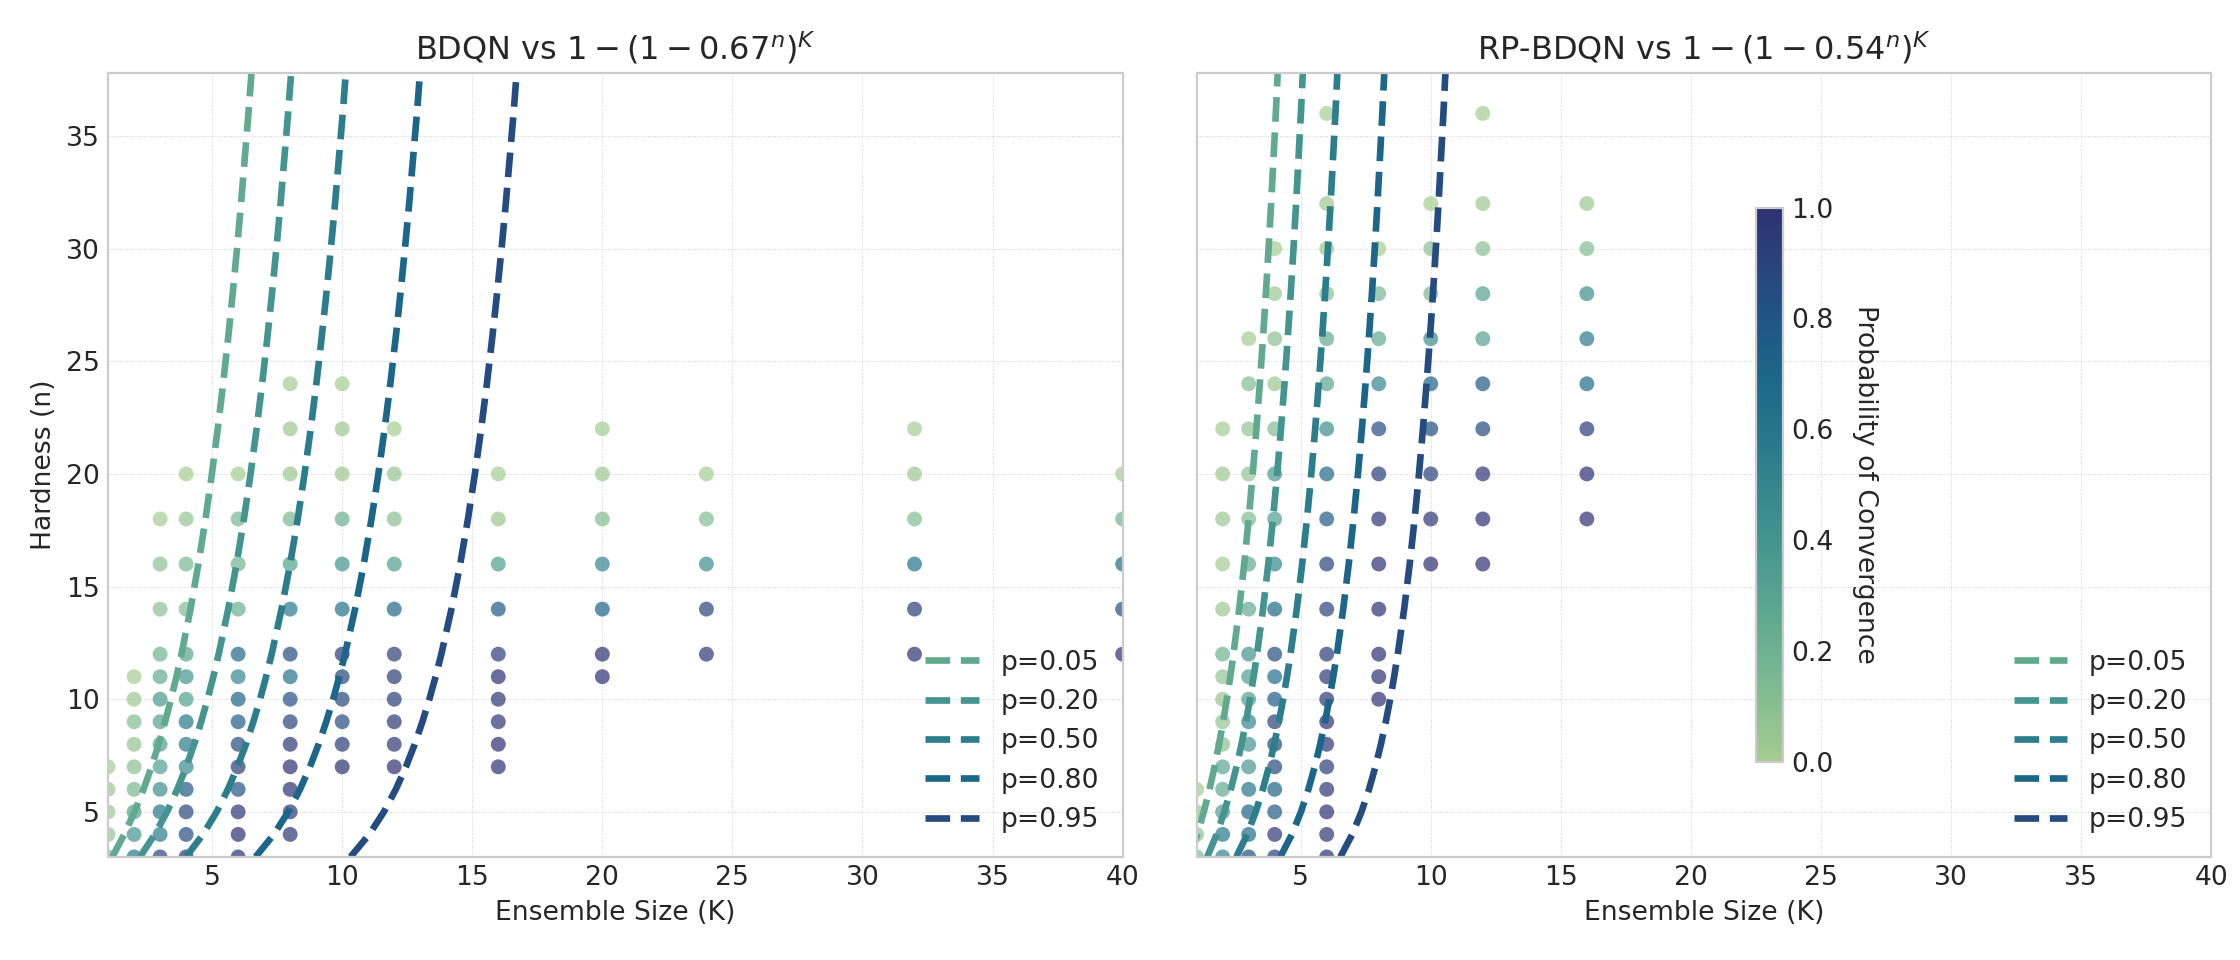 BDQN vs 1 − (1 − 0.67ⁿ)ᴷ
RP-BDQN vs 1 − (1 − 0.54ⁿ)ᴷ
Hardness (n)
35
30
25
20
15
10
5
5 10 15 20 25 30 35 40
Ensemble Size (K)
p=0.05
p=0.20
p=0.50
p=0.80
p=0.95
1.0
0.8
0.6
0.4
0.2
0.0
Probability of Convergence
p=0.05
p=0.20
p=0.50
p=0.80
p=0.95
5 10 15 20 25 30 35 40
Ensemble Size (K)